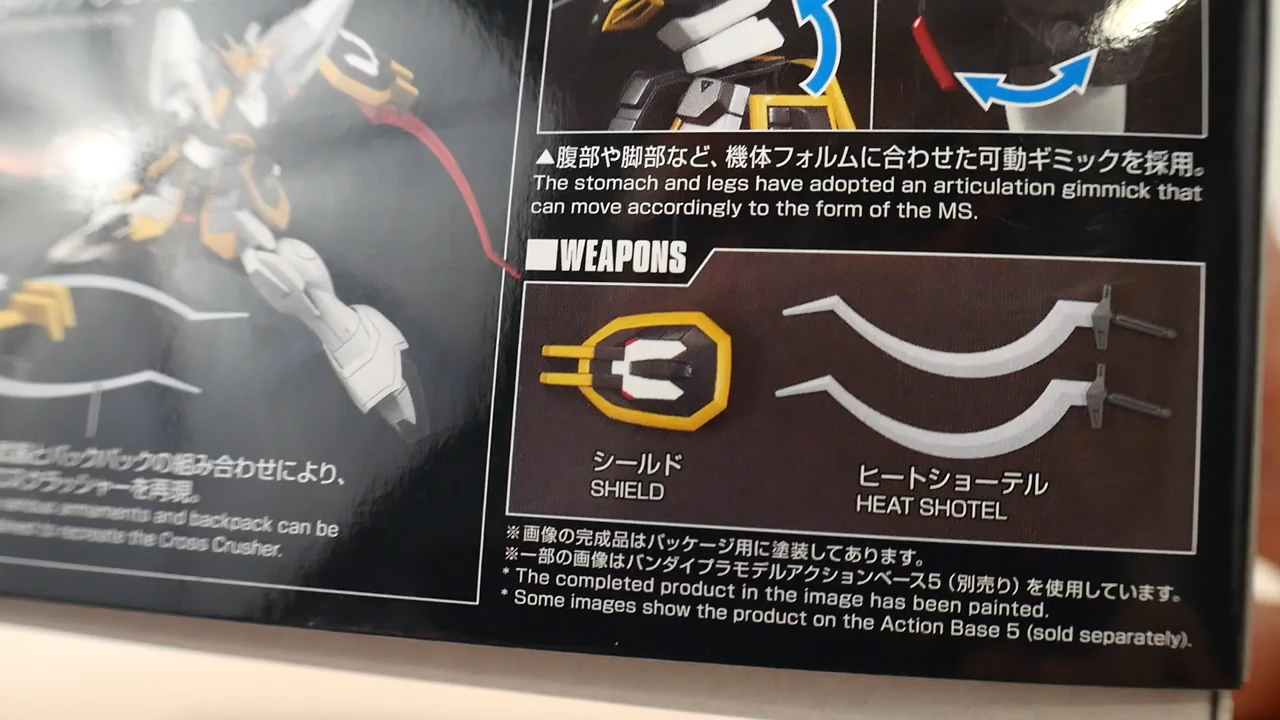 ▲腹部や脚部など、機体フォルムに合わせた可動ギミックを採用。
The stomach and legs have adopted an articulation gimmick that
can move accordingly to the form of the MS.
WEAPONS
シールド
SHIELD
ヒートショーテル
HEAT SHOTEL
※画像の完成品はパッケージ用に塗装してあります。
※一部の画像はバンダイプラモデルアクションベース5（別売り）を使用しています。
* The completed product in the image has been painted.
* Some images show the product on the Action Base 5 (sold separately).
とバックパックの組み合わせにより、
クラッシャーを再現。
armaments and backpack can be
to recreate the Cross Crusher.